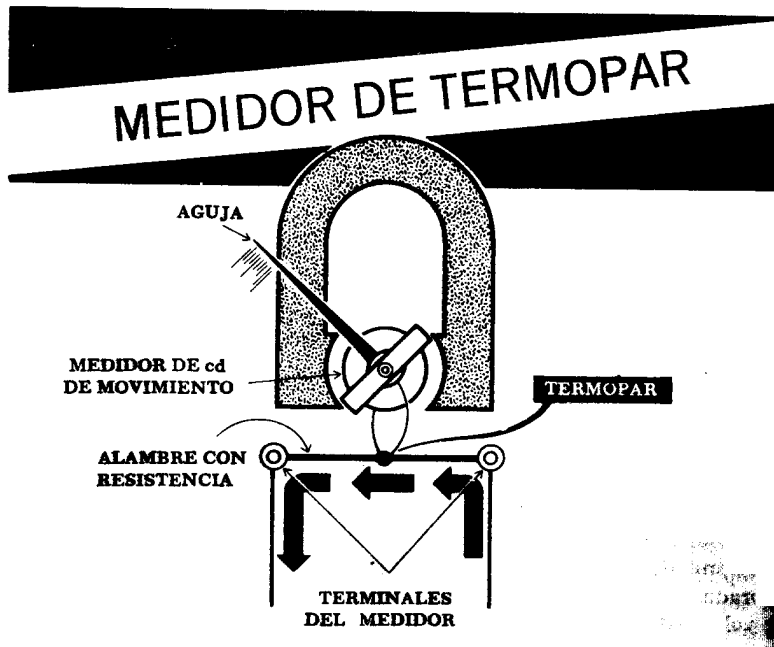 MEDIDOR DE TERMOPAR
AGUJA
MEDIDOR DE cd
DE MOVIMIENTO
TERMOPAR
ALAMBRE CON
RESISTENCIA
TERMINALES
DEL MEDIDOR